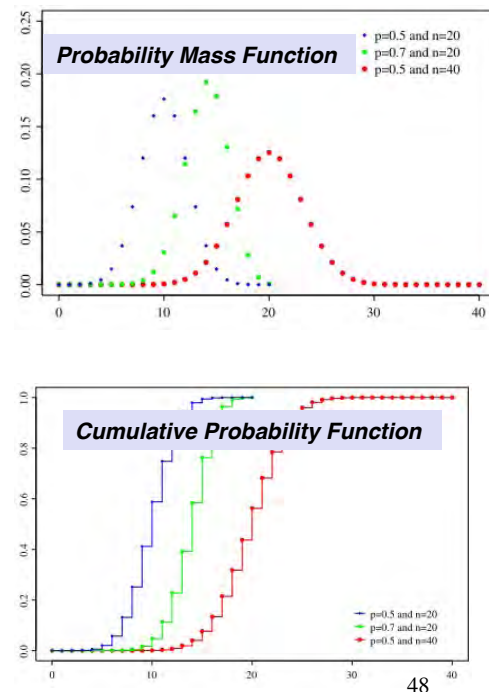 0.25
Probability Mass Function
p=0.5 and n=20
p=0.7 and n=20
p=0.5 and n=40
0.20
0.15
0.10
0.05
0.00
0 10 20 30 40
1.0
Cumulative Probability Function
0.8
0.6
0.4
0.2
0.0
p=0.5 and n=20
p=0.7 and n=20
p=0.5 and n=40
0 10 20 30 40
48